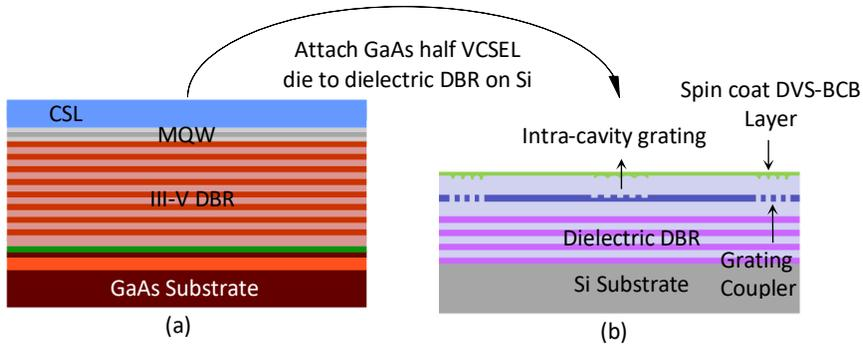 Attach GaAs half VCSEL
die to dielectric DBR on Si
CSL
MQW
III-V DBR
GaAs Substrate
(a)
Spin coat DVS-BCB
Layer
Intra-cavity grating
Dielectric DBR
Grating
Coupler
Si Substrate
(b)